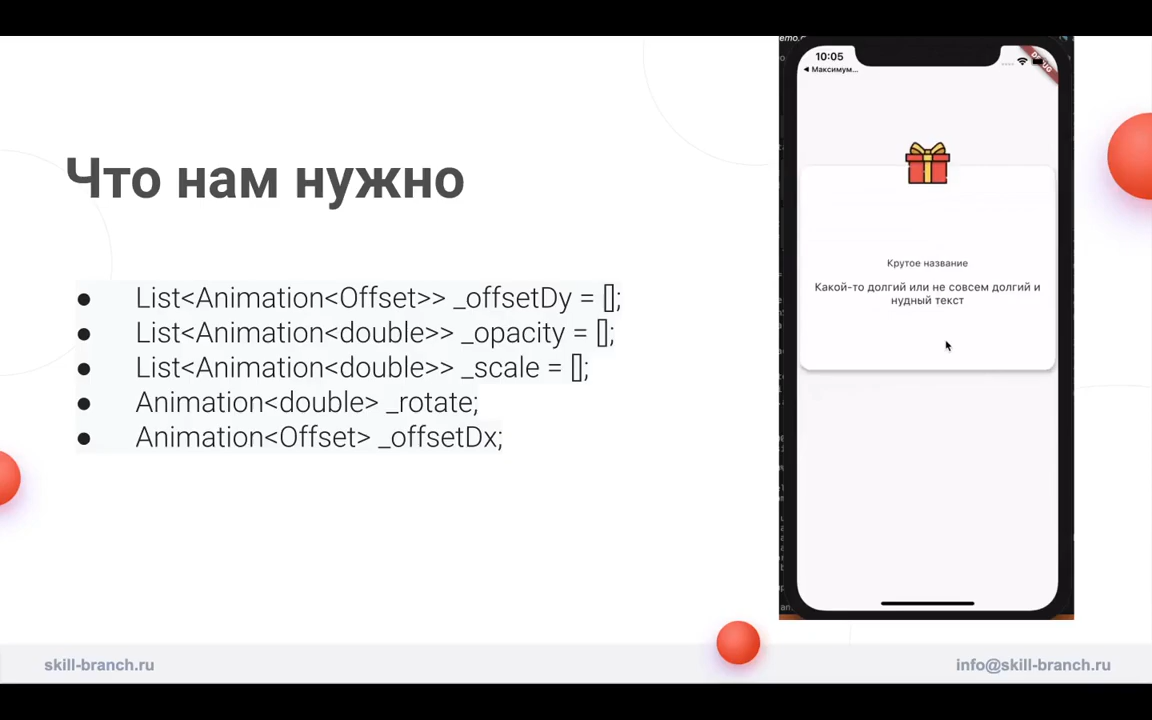 Что нам нужно
● List<Animation<Offset>> _offsetDy = [];
● List<Animation<double>> _opacity = [];
● List<Animation<double>> _scale = [];
● Animation<double> _rotate;
● Animation<Offset> _offsetDx;
10:05
◀ Максимум...
Крутое название
Какой-то долгий или не совсем долгий и
нудный текст
skill-branch.ru
info@skill-branch.ru